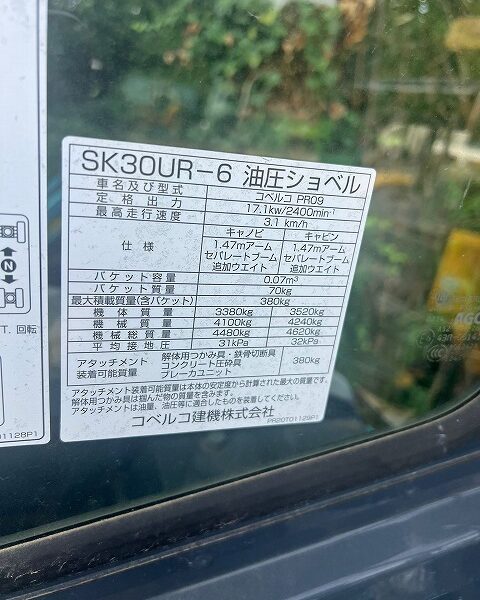 SK30UR-6 油圧ショベル
車名及び型式 コベルコ PR09
定格出力 17.1kw/2400min⁻¹
最高走行速度 3.1 km/h
仕様 キャノピ キャビン
1.47mアーム 1.47mアーム
セパレートブーム セパレートブーム
追加ウエイト 追加ウエイト
バケット容量 0.07m³
バケット質量 70kg
最大積載質量(含バケット) 380kg
機体質量 3380kg 3520kg
機械質量 4100kg 4240kg
機械総質量 4480kg 4620kg
平均接地圧 31kPa 32kPa
アタッチメント 装着可能質量 解体用つかみ具・鉄骨切断具 コンクリート圧砕具 ブレーカユニット 380kg
アタッチメント装着可能質量は本体の安定度から計算された最大の質量です。
解体用つかみ具は掴んだ物の質量を含みます。
アタッチメントは油量、油圧等に適合したものを装着してください。
コベルコ建機株式会社
PR20T01129P1
回転
01128P1
AGC